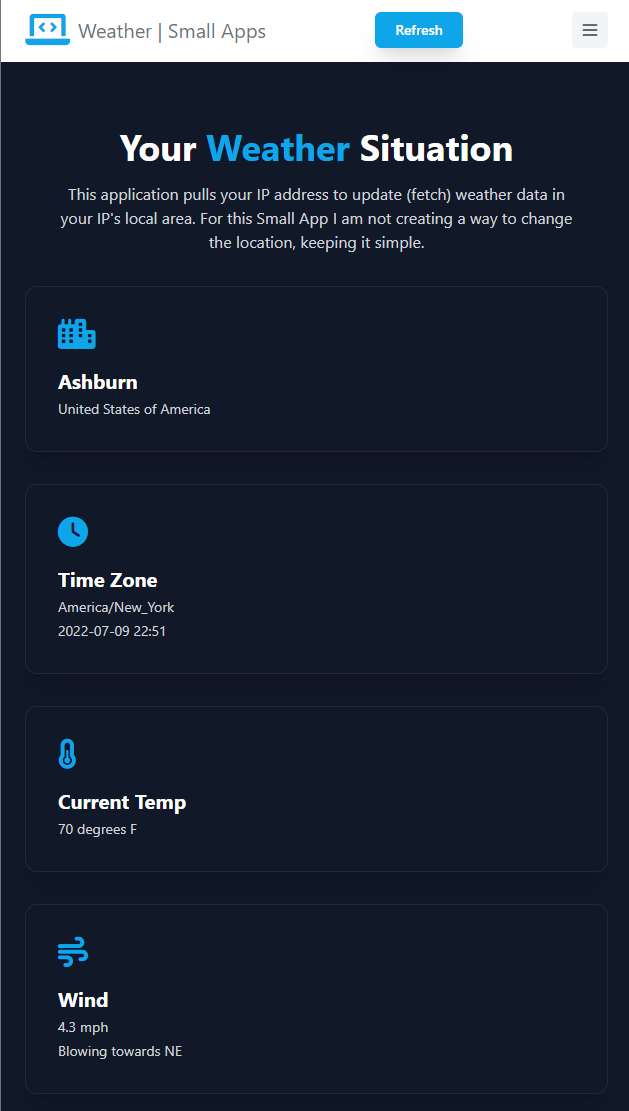 Weather | Small Apps
Refresh
Your Weather Situation
This application pulls your IP address to update (fetch) weather data in
your IP's local area. For this Small App I am not creating a way to change
the location, keeping it simple.
Ashburn
United States of America
Time Zone
America/New_York
2022-07-09 22:51
Current Temp
70 degrees F
Wind
4.3 mph
Blowing towards NE